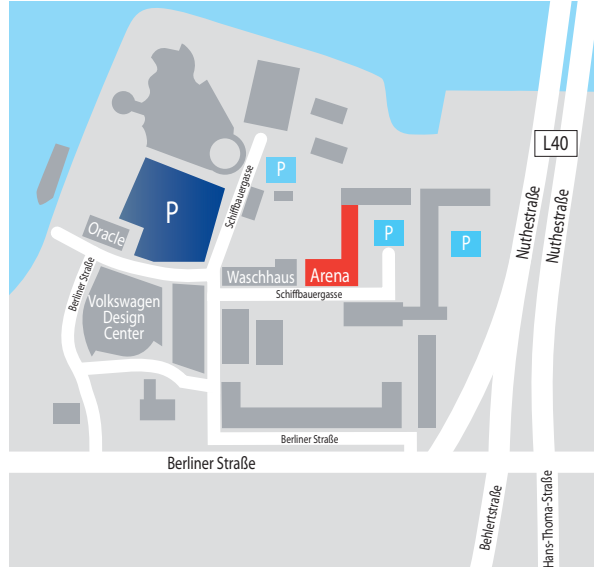 L40
P
Schiffbauergasse
P
Nuthestraße
Nuthestraße
Oracle
P
P
Berliner Straße
Waschhaus
Arena
Schiffbauergasse
Volkswagen
Design
Center
Berliner Straße
Berliner Straße
Behlertstraße
Hans-Thoma-Straße